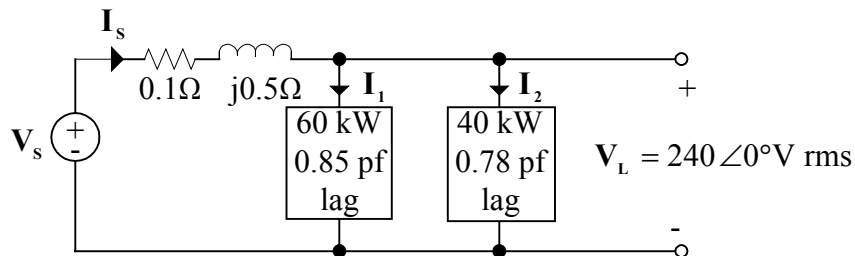 I_S
0.1Ω j0.5Ω
I_1 I_2
+
60 kW 40 kW
V_S + 0.85 pf 0.78 pf V_L = 240∠0°V rms
-
lag lag
-